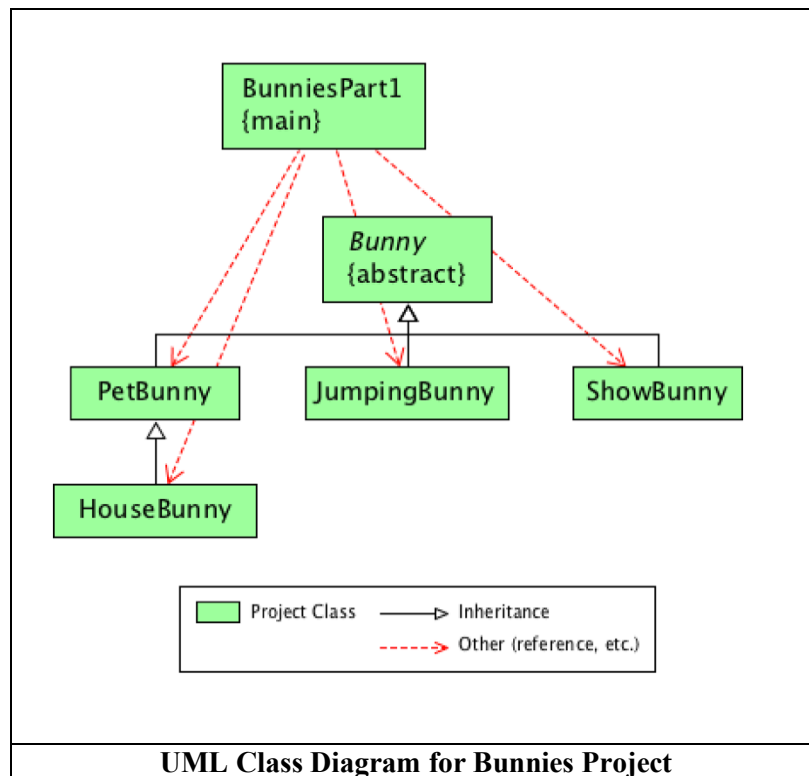 BunniesPart1
{main}
Bunny
{abstract}
PetBunny
JumpingBunny
ShowBunny
HouseBunny
Project Class
Inheritance
Other (reference, etc.)
UML Class Diagram for Bunnies Project